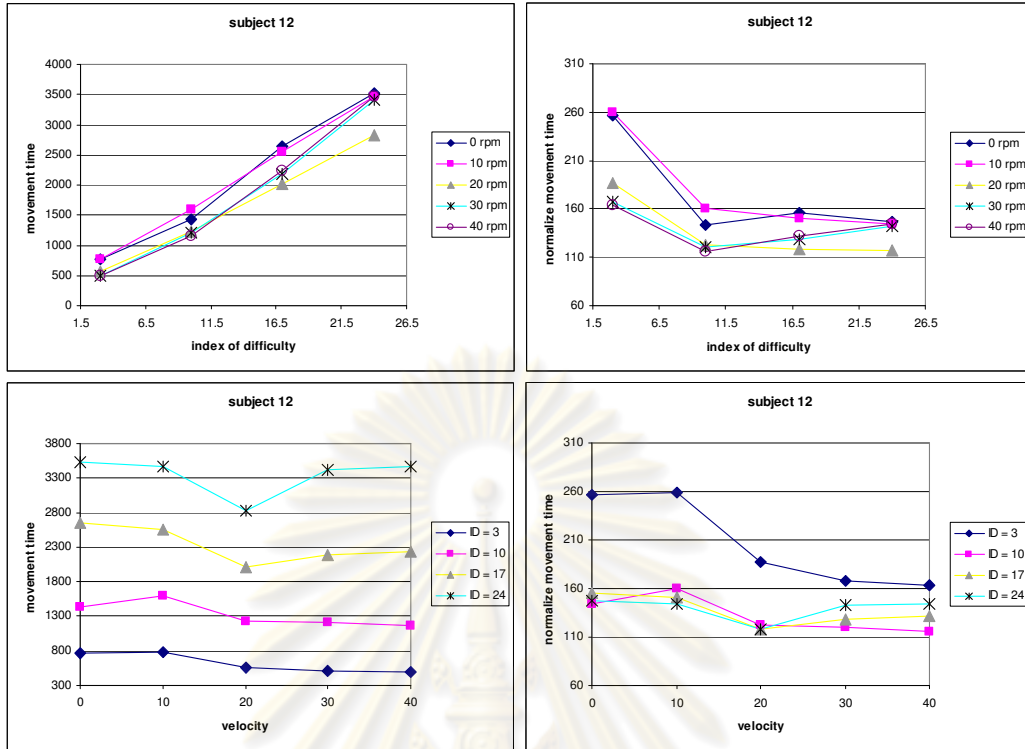 subject 12
movement time
4000
3500
3000
2500
2000
1500
1000
500
0
1.5 6.5 11.5 16.5 21.5 26.5
index of difficulty
0 rpm
10 rpm
20 rpm
30 rpm
40 rpm
subject 12
normalize movement time
310
260
210
160
110
60
1.5 6.5 11.5 16.5 21.5 26.5
index of difficulty
0 rpm
10 rpm
20 rpm
30 rpm
40 rpm
subject 12
movement time
3800
3300
2800
2300
1800
1300
800
300
0 10 20 30 40
velocity
ID = 3
ID = 10
ID = 17
ID = 24
subject 12
normalize movement time
310
260
210
160
110
60
0 10 20 30 40
velocity
ID = 3
ID = 10
ID = 17
ID = 24